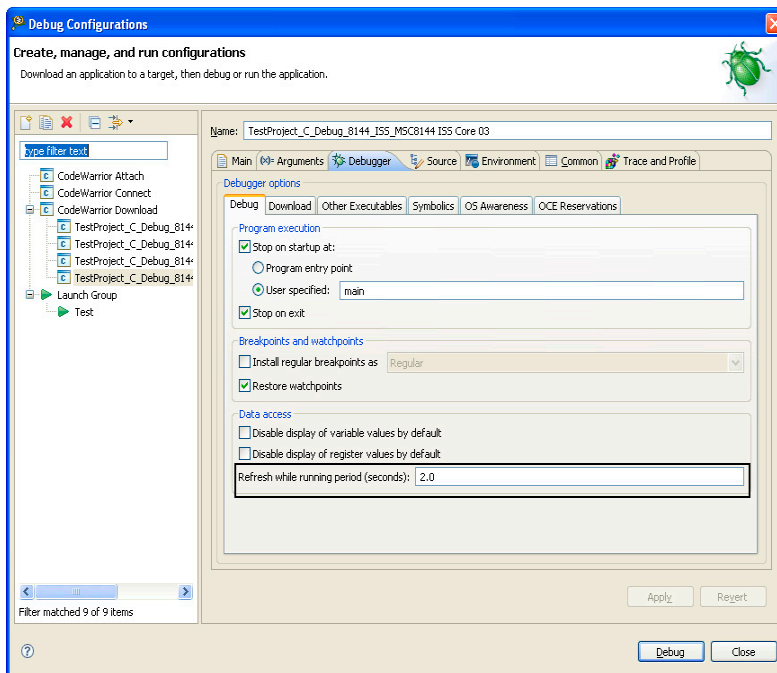 Debug Configurations
Create, manage, and run configurations
Download an application to a target, then debug or run the application.
type filter text
CodeWarrior Attach
CodeWarrior Connect
CodeWarrior Download
TestProject_C_Debug_814
TestProject_C_Debug_814
TestProject_C_Debug_814
TestProject_C_Debug_814
Launch Group
Test
Filter matched 9 of 9 items
Name: TestProject_C_Debug_8144_ISS_MSC8144 ISS Core 03
Main (x)= Arguments Debugger Source Environment Common Trace and Profile
Debugger options
Debug Download Other Executables Symbolics OS Awareness OCE Reservations
Program execution
Stop on startup at:
Program entry point
User specified: main
Stop on exit
Breakpoints and watchpoints
Install regular breakpoints as Regular
Restore watchpoints
Data access
Disable display of variable values by default
Disable display of register values by default
Refresh while running period (seconds): 2.0
Apply Revert
Debug Close